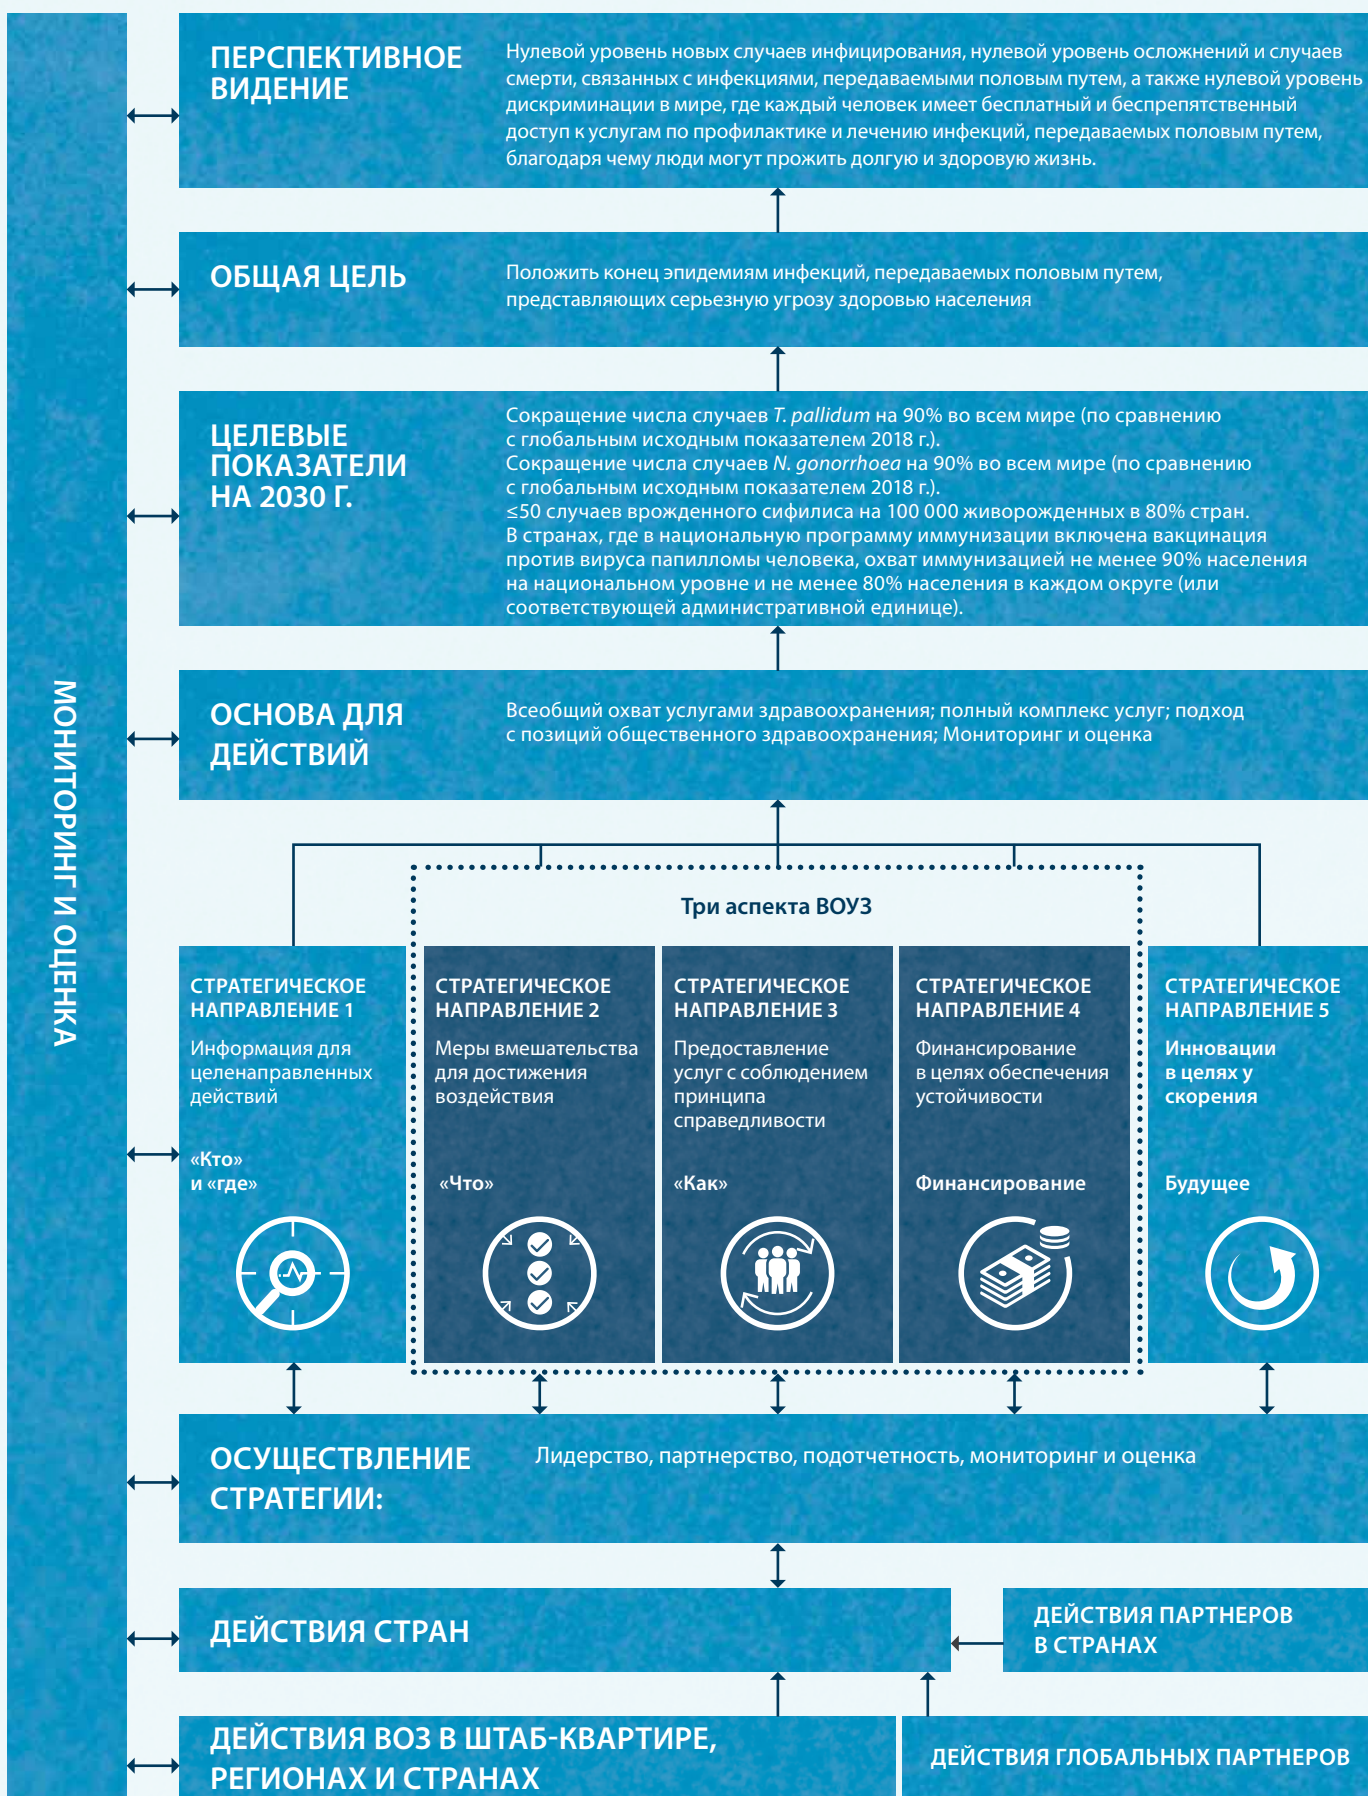 МОНИТОРИНГ И ОЦЕНКА
ПЕРСПЕКТИВНОЕ
ВИДЕНИЕ
Нулевой уровень новых случаев инфицирования, нулевой уровень осложнений и случаев
смерти, связанных с инфекциями, передаваемыми половым путем, а также нулевой уровень
дискриминации в мире, где каждый человек имеет бесплатный и беспрепятственный
доступ к услугам по профилактике и лечению инфекций, передаваемых половым путем,
благодаря чему люди могут прожить долгую и здоровую жизнь.
ОБЩАЯ ЦЕЛЬ
Положить конец эпидемиям инфекций, передаваемых половым путем,
представляющих серьезную угрозу здоровью населения
ЦЕЛЕВЫЕ
ПОКАЗАТЕЛИ
НА 2030 Г.
Сокращение числа случаев T. pallidum на 90% во всем мире (по сравнению
с глобальным исходным показателем 2018 г.).
Сокращение числа случаев N. gonorrhoea на 90% во всем мире (по сравнению
с глобальным исходным показателем 2018 г.).
≤50 случаев врожденного сифилиса на 100 000 живорожденных в 80% стран.
В странах, где в национальную программу иммунизации включена вакцинация
против вируса папилломы человека, охват иммунизацией не менее 90% населения
на национальном уровне и не менее 80% населения в каждом округе (или
соответствующей административной единице).
ОСНОВА ДЛЯ
ДЕЙСТВИЙ
Всеобщий охват услугами здравоохранения; полный комплекс услуг; подход
с позиций общественного здравоохранения; Мониторинг и оценка
Три аспекта ВОУЗ
СТРАТЕГИЧЕСКОЕ
НАПРАВЛЕНИЕ 1
Информация для
целенаправленных
действий
«Кто»
и «где»
СТРАТЕГИЧЕСКОЕ
НАПРАВЛЕНИЕ 2
Меры вмешательства
для достижения
воздействия
«Что»
СТРАТЕГИЧЕСКОЕ
НАПРАВЛЕНИЕ 3
Предоставление
услуг с соблюдением
принципа
справедливости
«Как»
СТРАТЕГИЧЕСКОЕ
НАПРАВЛЕНИЕ 4
Финансирование
в целях обеспечения
устойчивости
Финансирование
СТРАТЕГИЧЕСКОЕ
НАПРАВЛЕНИЕ 5
Инновации
в целях у
скорения
Будущее
ОСУЩЕСТВЛЕНИЕ
СТРАТЕГИИ:
Лидерство, партнерство, подотчетность, мониторинг и оценка
ДЕЙСТВИЯ СТРАН
ДЕЙСТВИЯ ПАРТНЕРОВ
В СТРАНАХ
ДЕЙСТВИЯ ВОЗ В ШТАБ-КВАРТИРЕ,
РЕГИОНАХ И СТРАНАХ
ДЕЙСТВИЯ ГЛОБАЛЬНЫХ ПАРТНЕРОВ